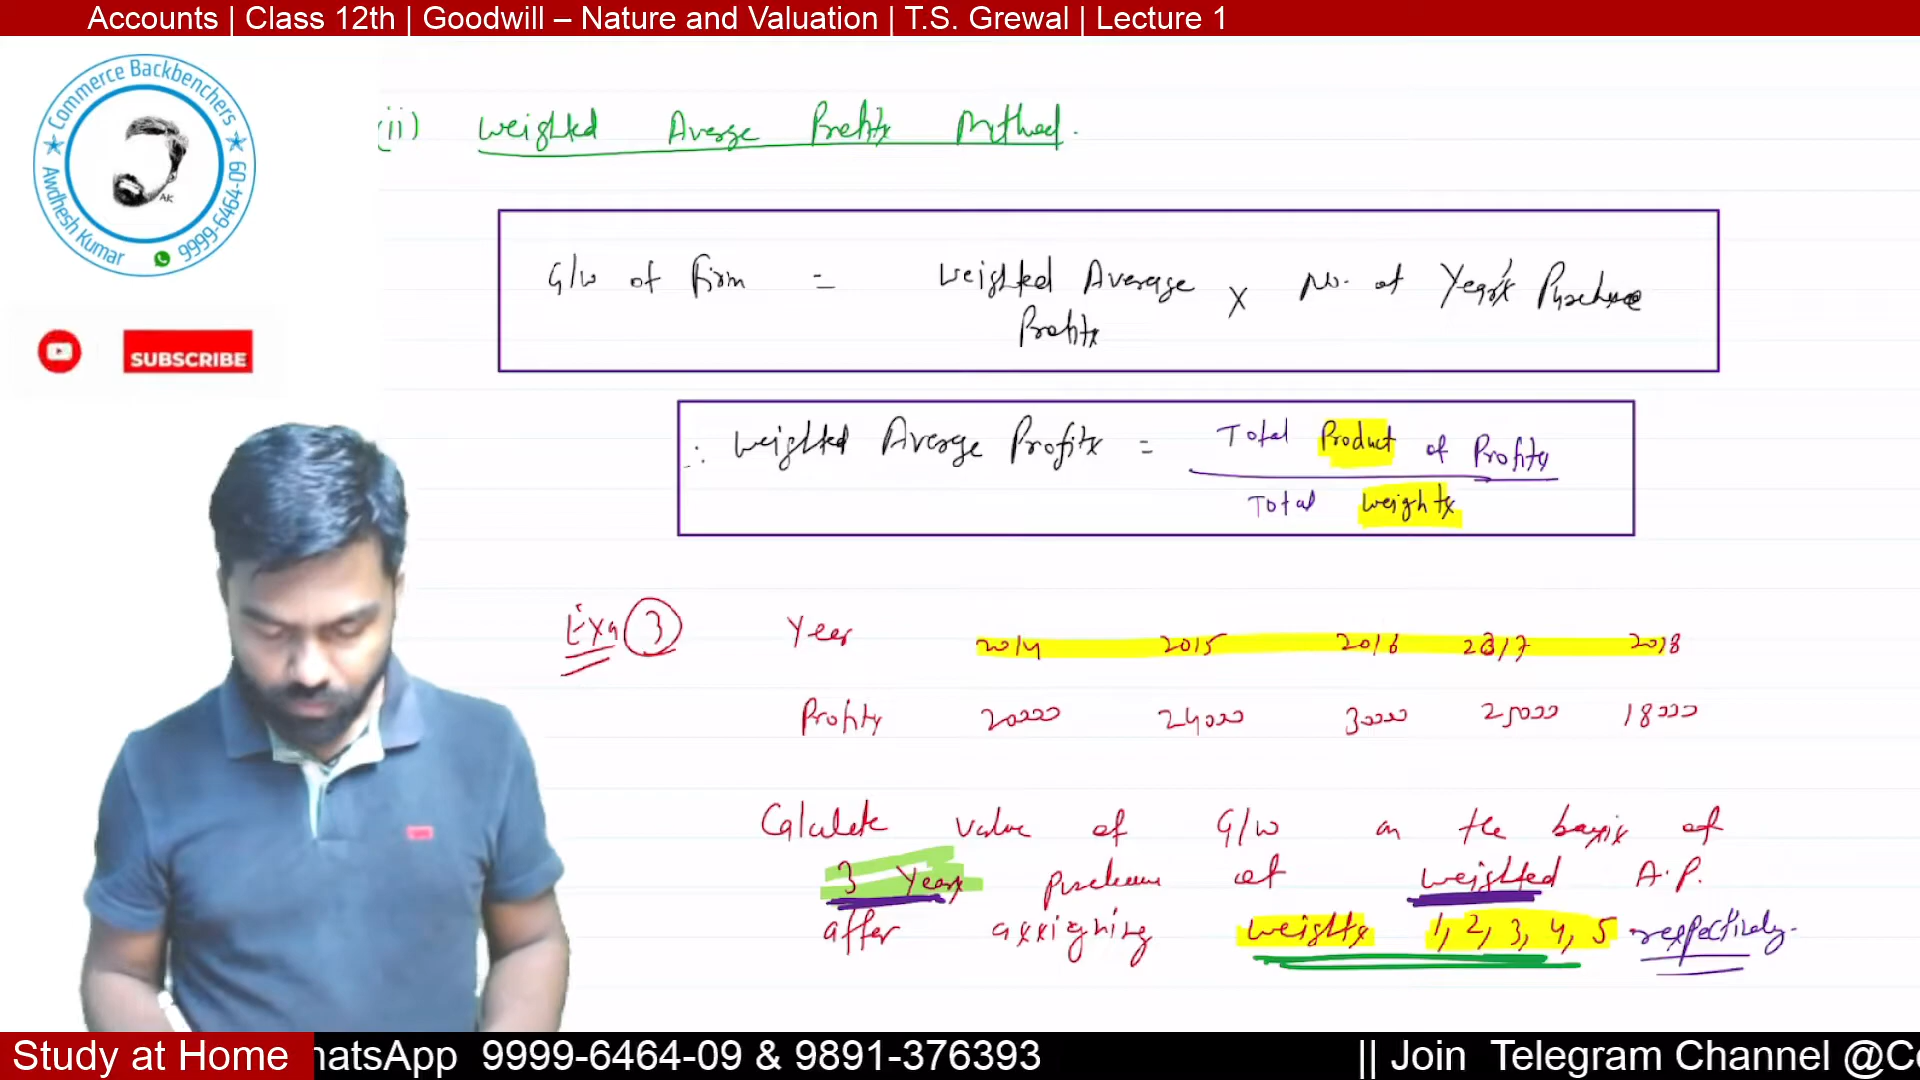 Accounts | Class 12th | Goodwill – Nature and Valuation | T.S. Grewal | Lecture 1
Commerce Backbenchers
Awdhesh Kumar 9999-6464-09
AK
SUBSCRIBE
(ii) Weighted Average Profits Method.
G/W of Firm = Weighted Average Profits X No. of Year's Purchase
∴ Weighted Average Profits = Total Product of Profits
Total Weights
Exa 3 Year 2014 2015 2016 2017 2018
Profits 20000 24000 30000 25000 18000
Calculate value of G/W on the basis of
3 Years purchase of weighted A.P.
after assigning weights 1, 2, 3, 4, 5 respectively.
Study at Home hatsApp 9999-6464-09 & 9891-376393 || Join Telegram Channel @Co